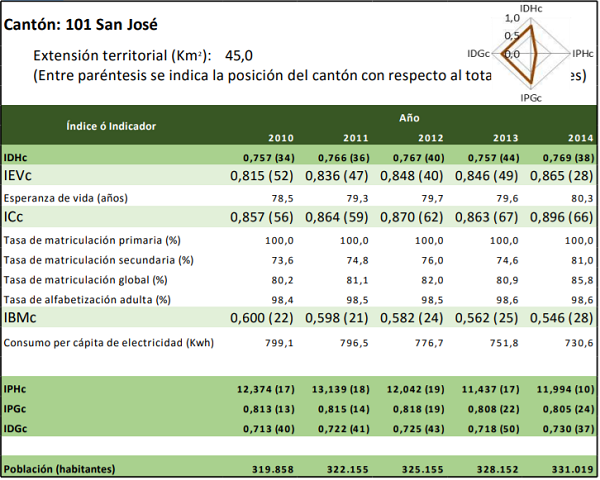 Cantón: 101 San José
IDHc
1,0
0,5
0,0
IDGc
IPHc
IPGc
Extensión territorial (Km²): 45,0
(Entre paréntesis se indica la posición del cantón con respecto al tota es)
Índice ó Indicador
Año
2010 2011 2012 2013 2014
IDHc 0,757 (34) 0,766 (36) 0,767 (40) 0,757 (44) 0,769 (38)
IEVc 0,815 (52) 0,836 (47) 0,848 (40) 0,846 (49) 0,865 (28)
Esperanza de vida (años) 78,5 79,3 79,7 79,6 80,3
ICc 0,857 (56) 0,864 (59) 0,870 (62) 0,863 (67) 0,896 (66)
Tasa de matriculación primaria (%) 100,0 100,0 100,0 100,0 100,0
Tasa de matriculación secundaria (%) 73,6 74,8 76,0 74,6 81,0
Tasa de matriculación global (%) 80,2 81,1 82,0 80,9 85,8
Tasa de alfabetización adulta (%) 98,4 98,5 98,5 98,6 98,6
IBMc 0,600 (22) 0,598 (21) 0,582 (24) 0,562 (25) 0,546 (28)
Consumo per cápita de electricidad (Kwh) 799,1 796,5 776,7 751,8 730,6
IPHc 12,374 (17) 13,139 (18) 12,042 (19) 11,437 (17) 11,994 (10)
IPGc 0,813 (13) 0,815 (14) 0,818 (19) 0,808 (22) 0,805 (24)
IDGc 0,713 (40) 0,722 (41) 0,725 (43) 0,718 (50) 0,730 (37)
Población (habitantes) 319.858 322.155 325.155 328.152 331.019